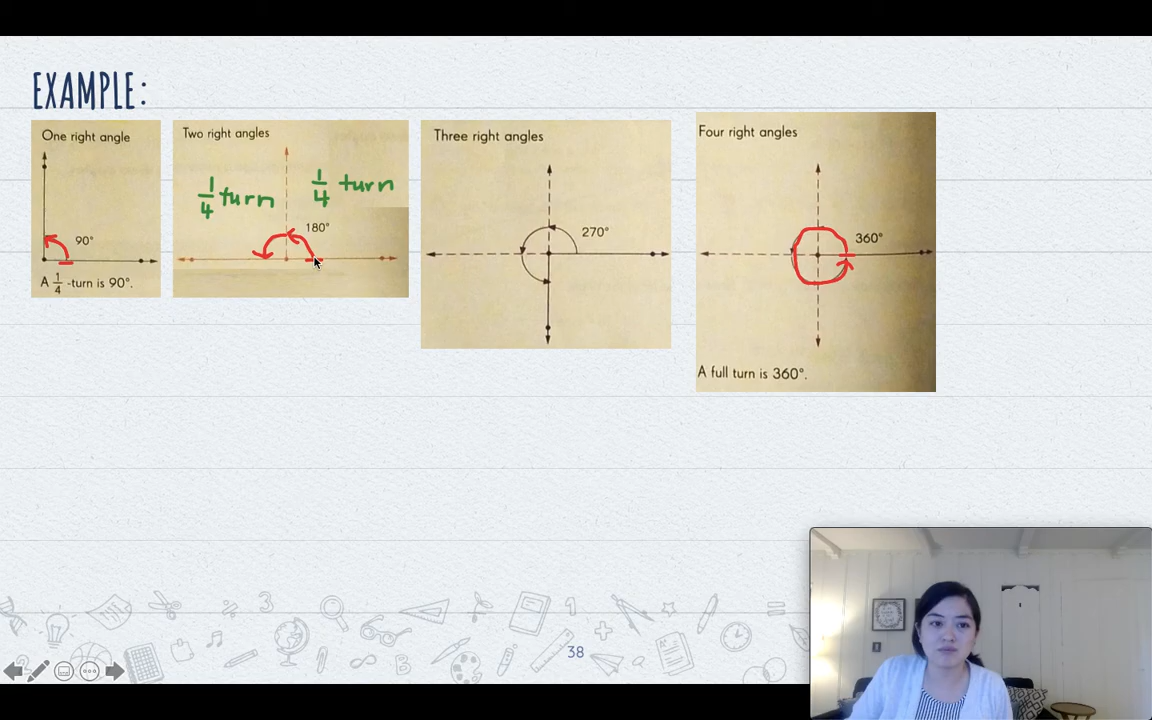 EXAMPLE:
One right angle
90°
A 1/4 -turn is 90°.
Two right angles
1/4 turn
1/4 turn
180°
Three right angles
270°
Four right angles
360°
A full turn is 360°.
38